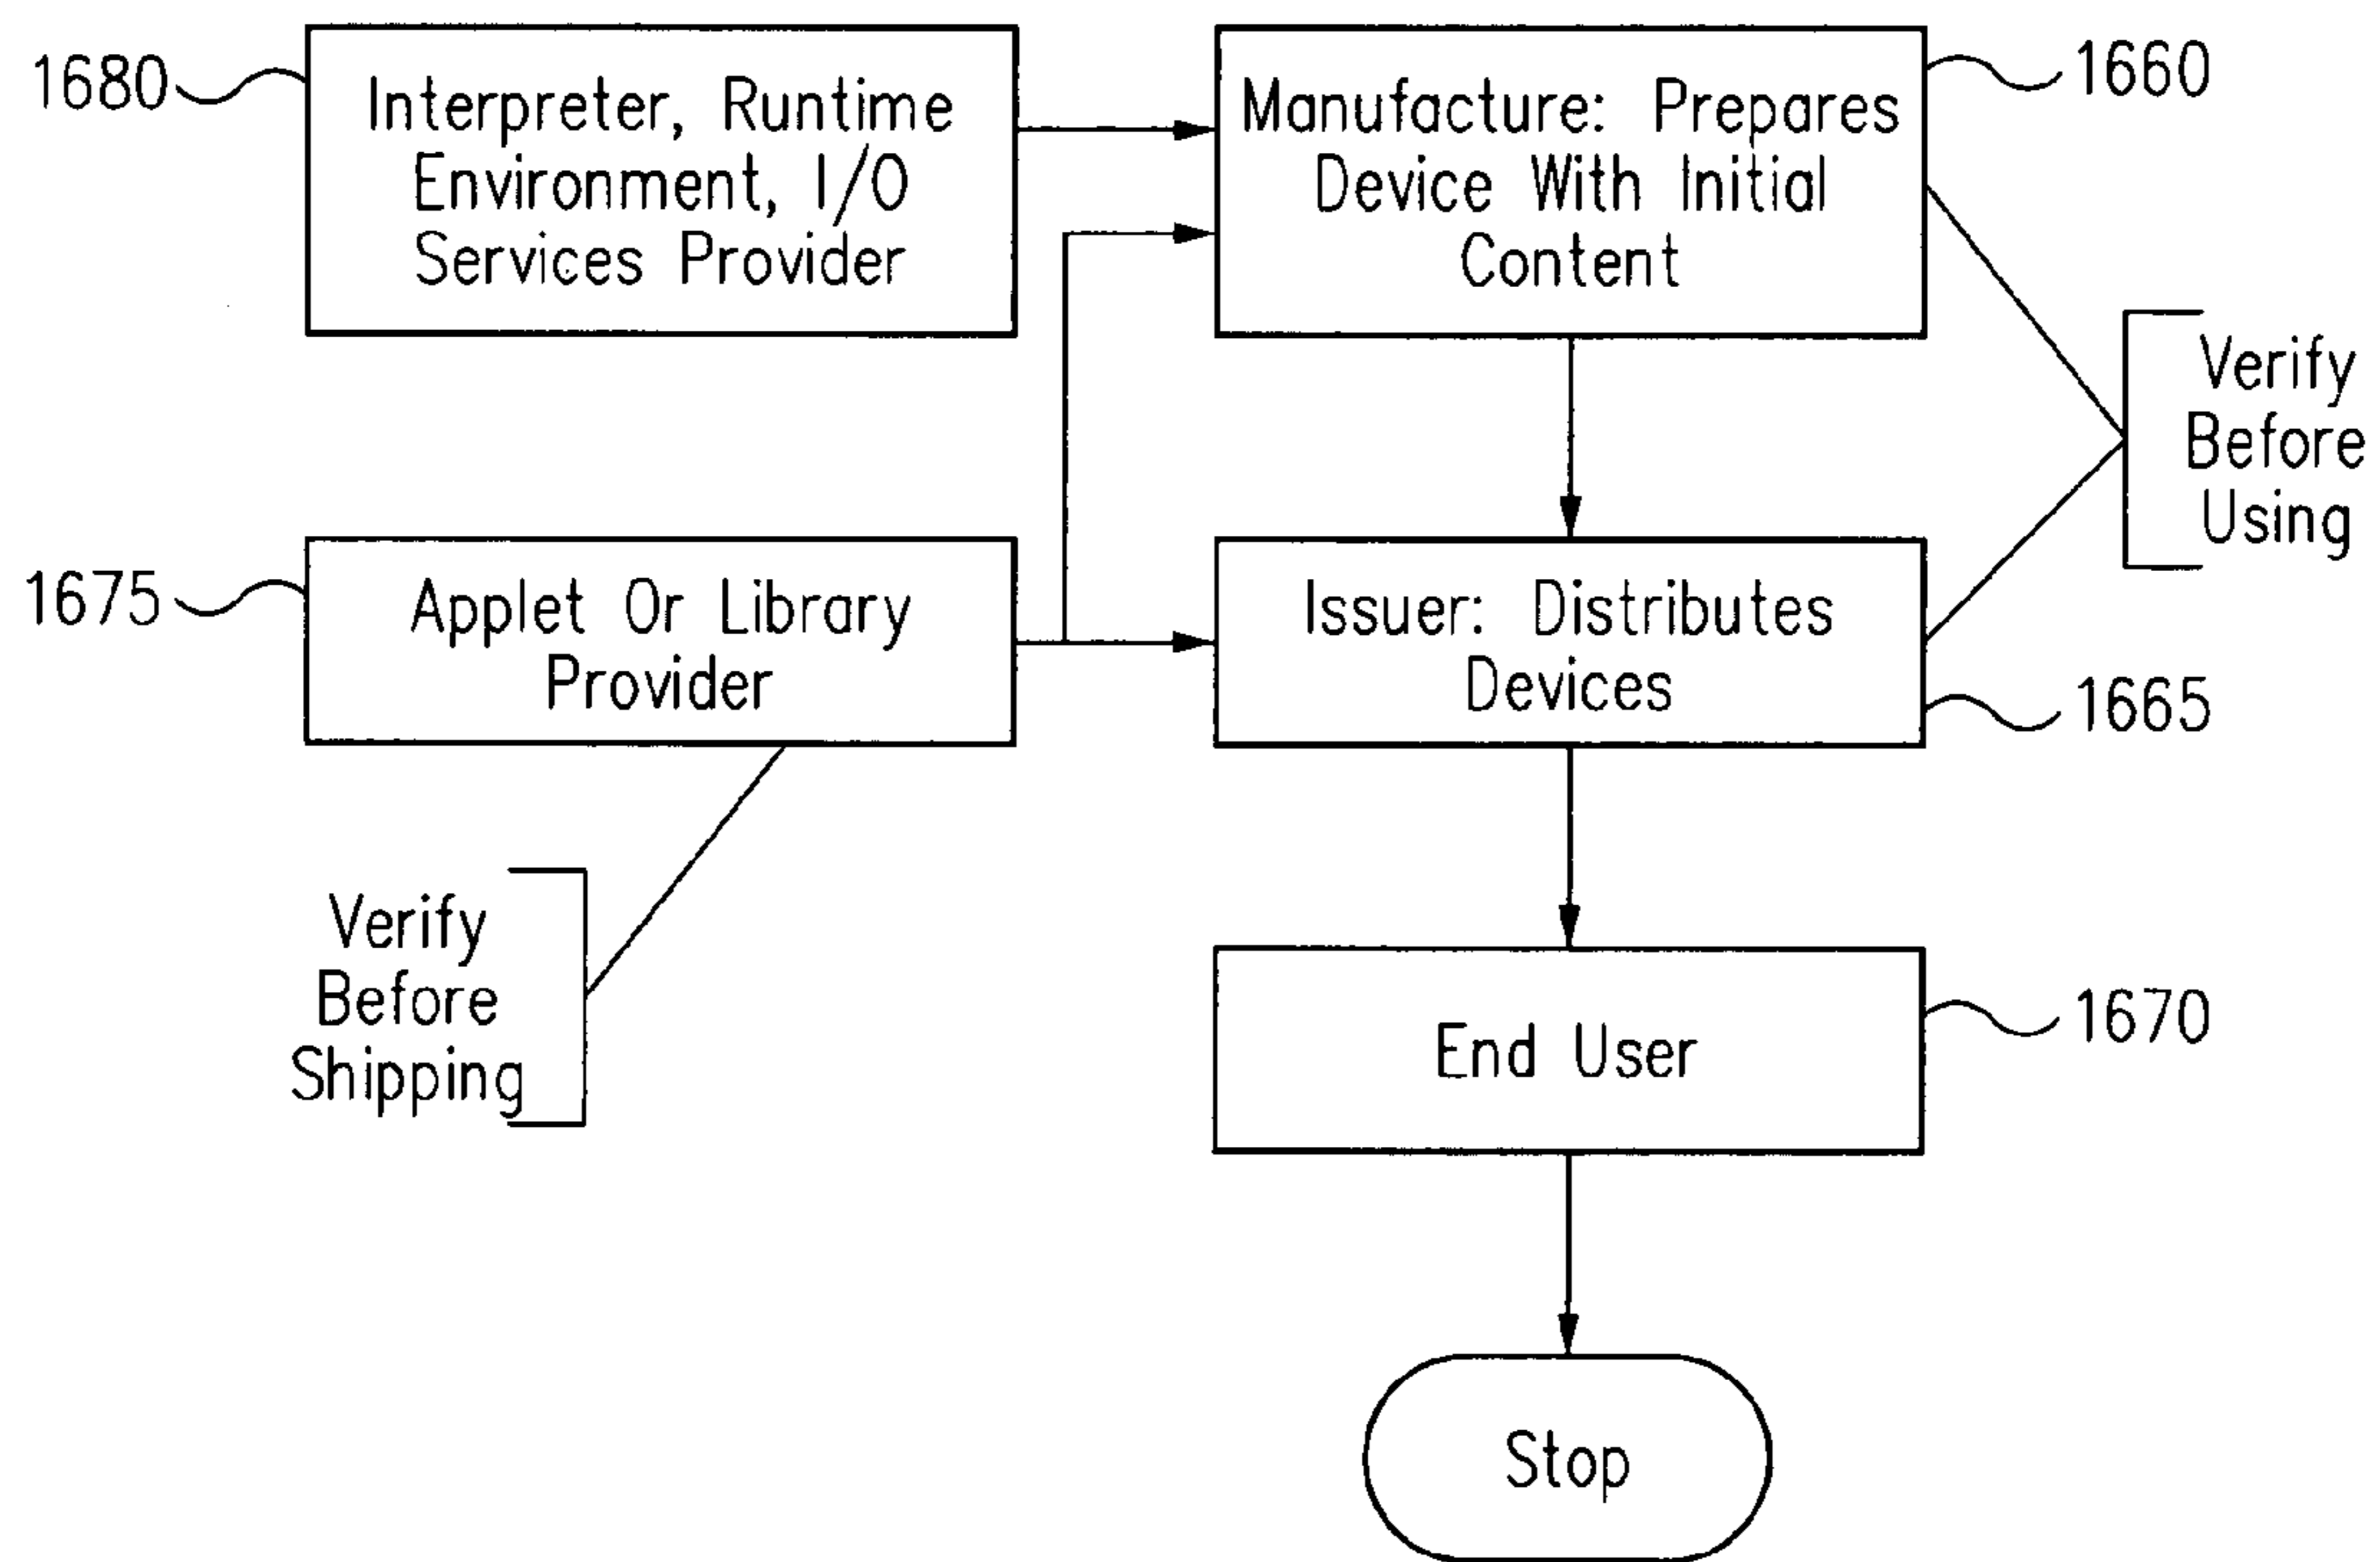 1680
Interpreter, Runtime
Environment, I/O
Services Provider
Manufacture: Prepares
Device With Initial
Content
1660
Verify
Before
Using
1675
Applet Or Library
Provider
Issuer: Distributes
Devices
1665
Verify
Before
Shipping
End User
1670
Stop